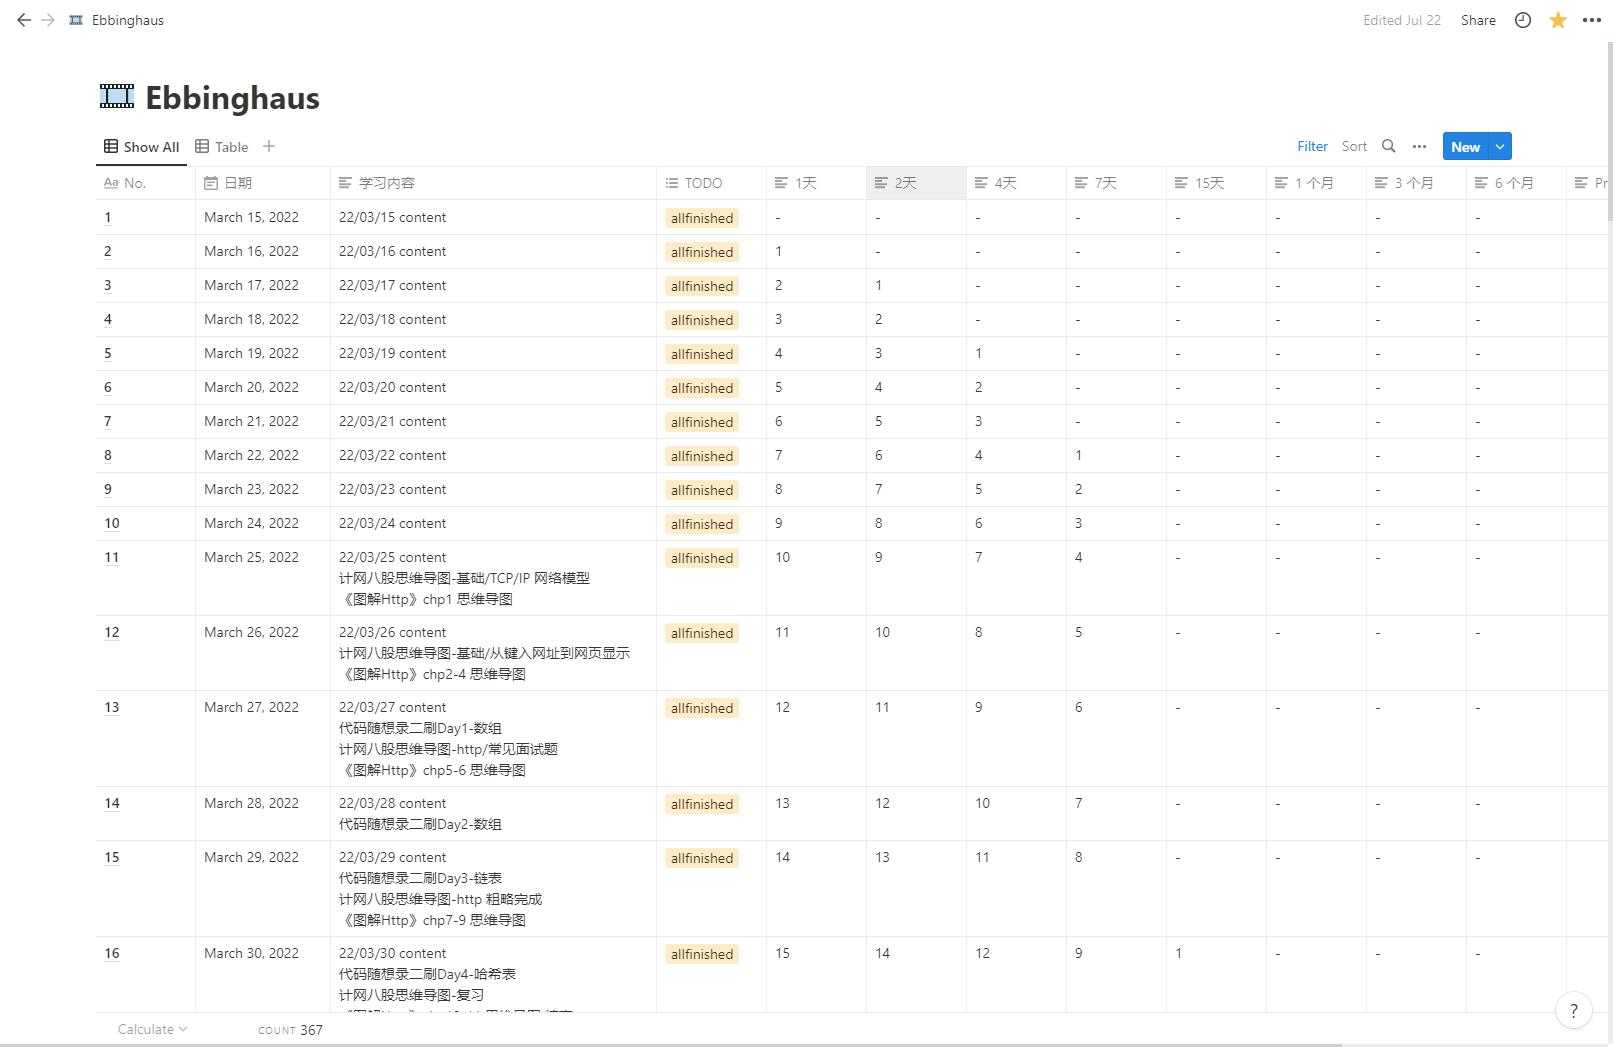 Ebbinghaus
Edited Jul 22 Share
Ebbinghaus
Show All Table Filter Sort New
Aa No. 日期 学习内容 TODO 1天 2天 4天 7天 15天 1 个月 3 个月 6 个月
1 March 15, 2022 22/03/15 content allfinished - - - - - - - -
2 March 16, 2022 22/03/16 content allfinished 1 - - - - - - -
3 March 17, 2022 22/03/17 content allfinished 2 1 - - - - - -
4 March 18, 2022 22/03/18 content allfinished 3 2 - - - - - -
5 March 19, 2022 22/03/19 content allfinished 4 3 1 - - - - -
6 March 20, 2022 22/03/20 content allfinished 5 4 2 - - - - -
7 March 21, 2022 22/03/21 content allfinished 6 5 3 - - - - -
8 March 22, 2022 22/03/22 content allfinished 7 6 4 1 - - - -
9 March 23, 2022 22/03/23 content allfinished 8 7 5 2 - - - -
10 March 24, 2022 22/03/24 content allfinished 9 8 6 3 - - - -
11 March 25, 2022 22/03/25 content allfinished 10 9 7 4 - - - -
计网八股思维导图-基础/TCP/IP 网络模型
《图解Http》chp1 思维导图
12 March 26, 2022 22/03/26 content allfinished 11 10 8 5 - - - -
计网八股思维导图-基础/从键入网址到网页显示
《图解Http》chp2-4 思维导图
13 March 27, 2022 22/03/27 content allfinished 12 11 9 6 - - - -
代码随想录二刷Day1-数组
计网八股思维导图-http/常见面试题
《图解Http》chp5-6 思维导图
14 March 28, 2022 22/03/28 content allfinished 13 12 10 7 - - - -
代码随想录二刷Day2-数组
15 March 29, 2022 22/03/29 content allfinished 14 13 11 8 - - - -
代码随想录二刷Day3-链表
计网八股思维导图-http 粗略完成
《图解Http》chp7-9 思维导图
16 March 30, 2022 22/03/30 content allfinished 15 14 12 9 1 - - -
代码随想录二刷Day4-哈希表
计网八股思维导图-复习
Calculate COUNT 367
?